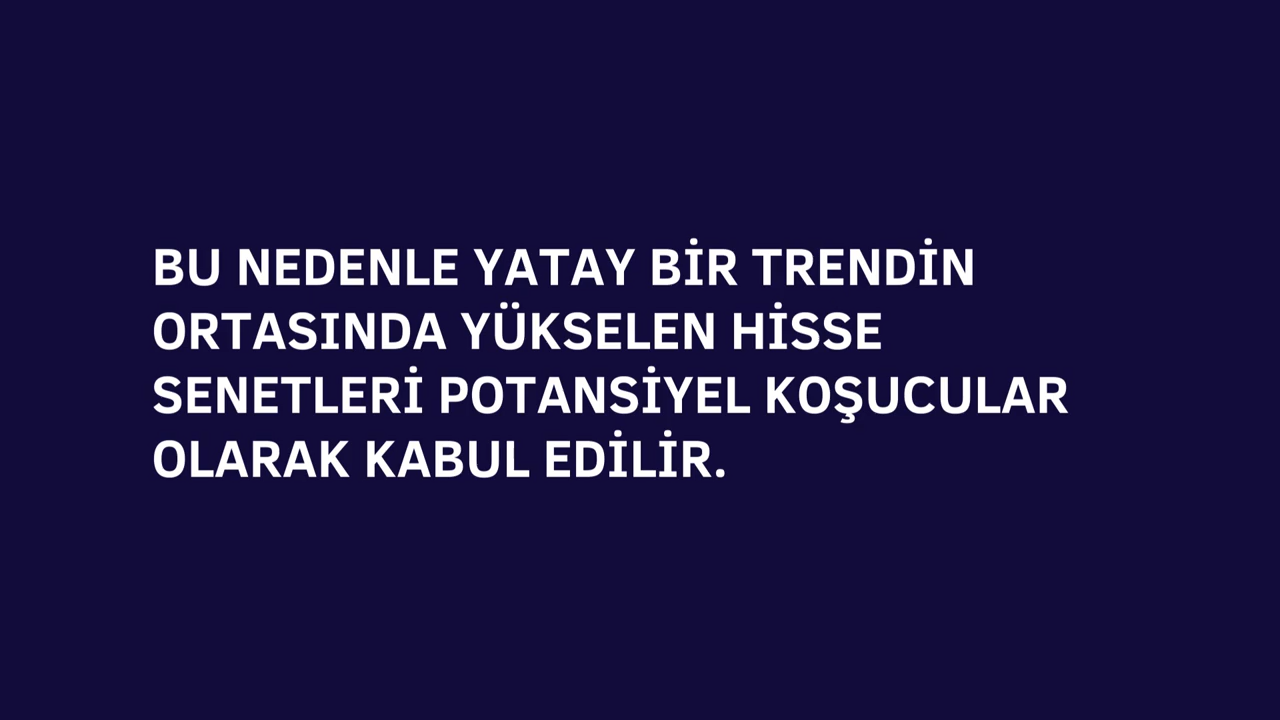 BU NEDENLE YATAY BİR TRENDİN
ORTASINDA YÜKSELEN HİSSE
SENETLERİ POTANSİYEL KOŞUCULAR
OLARAK KABUL EDİLİR.